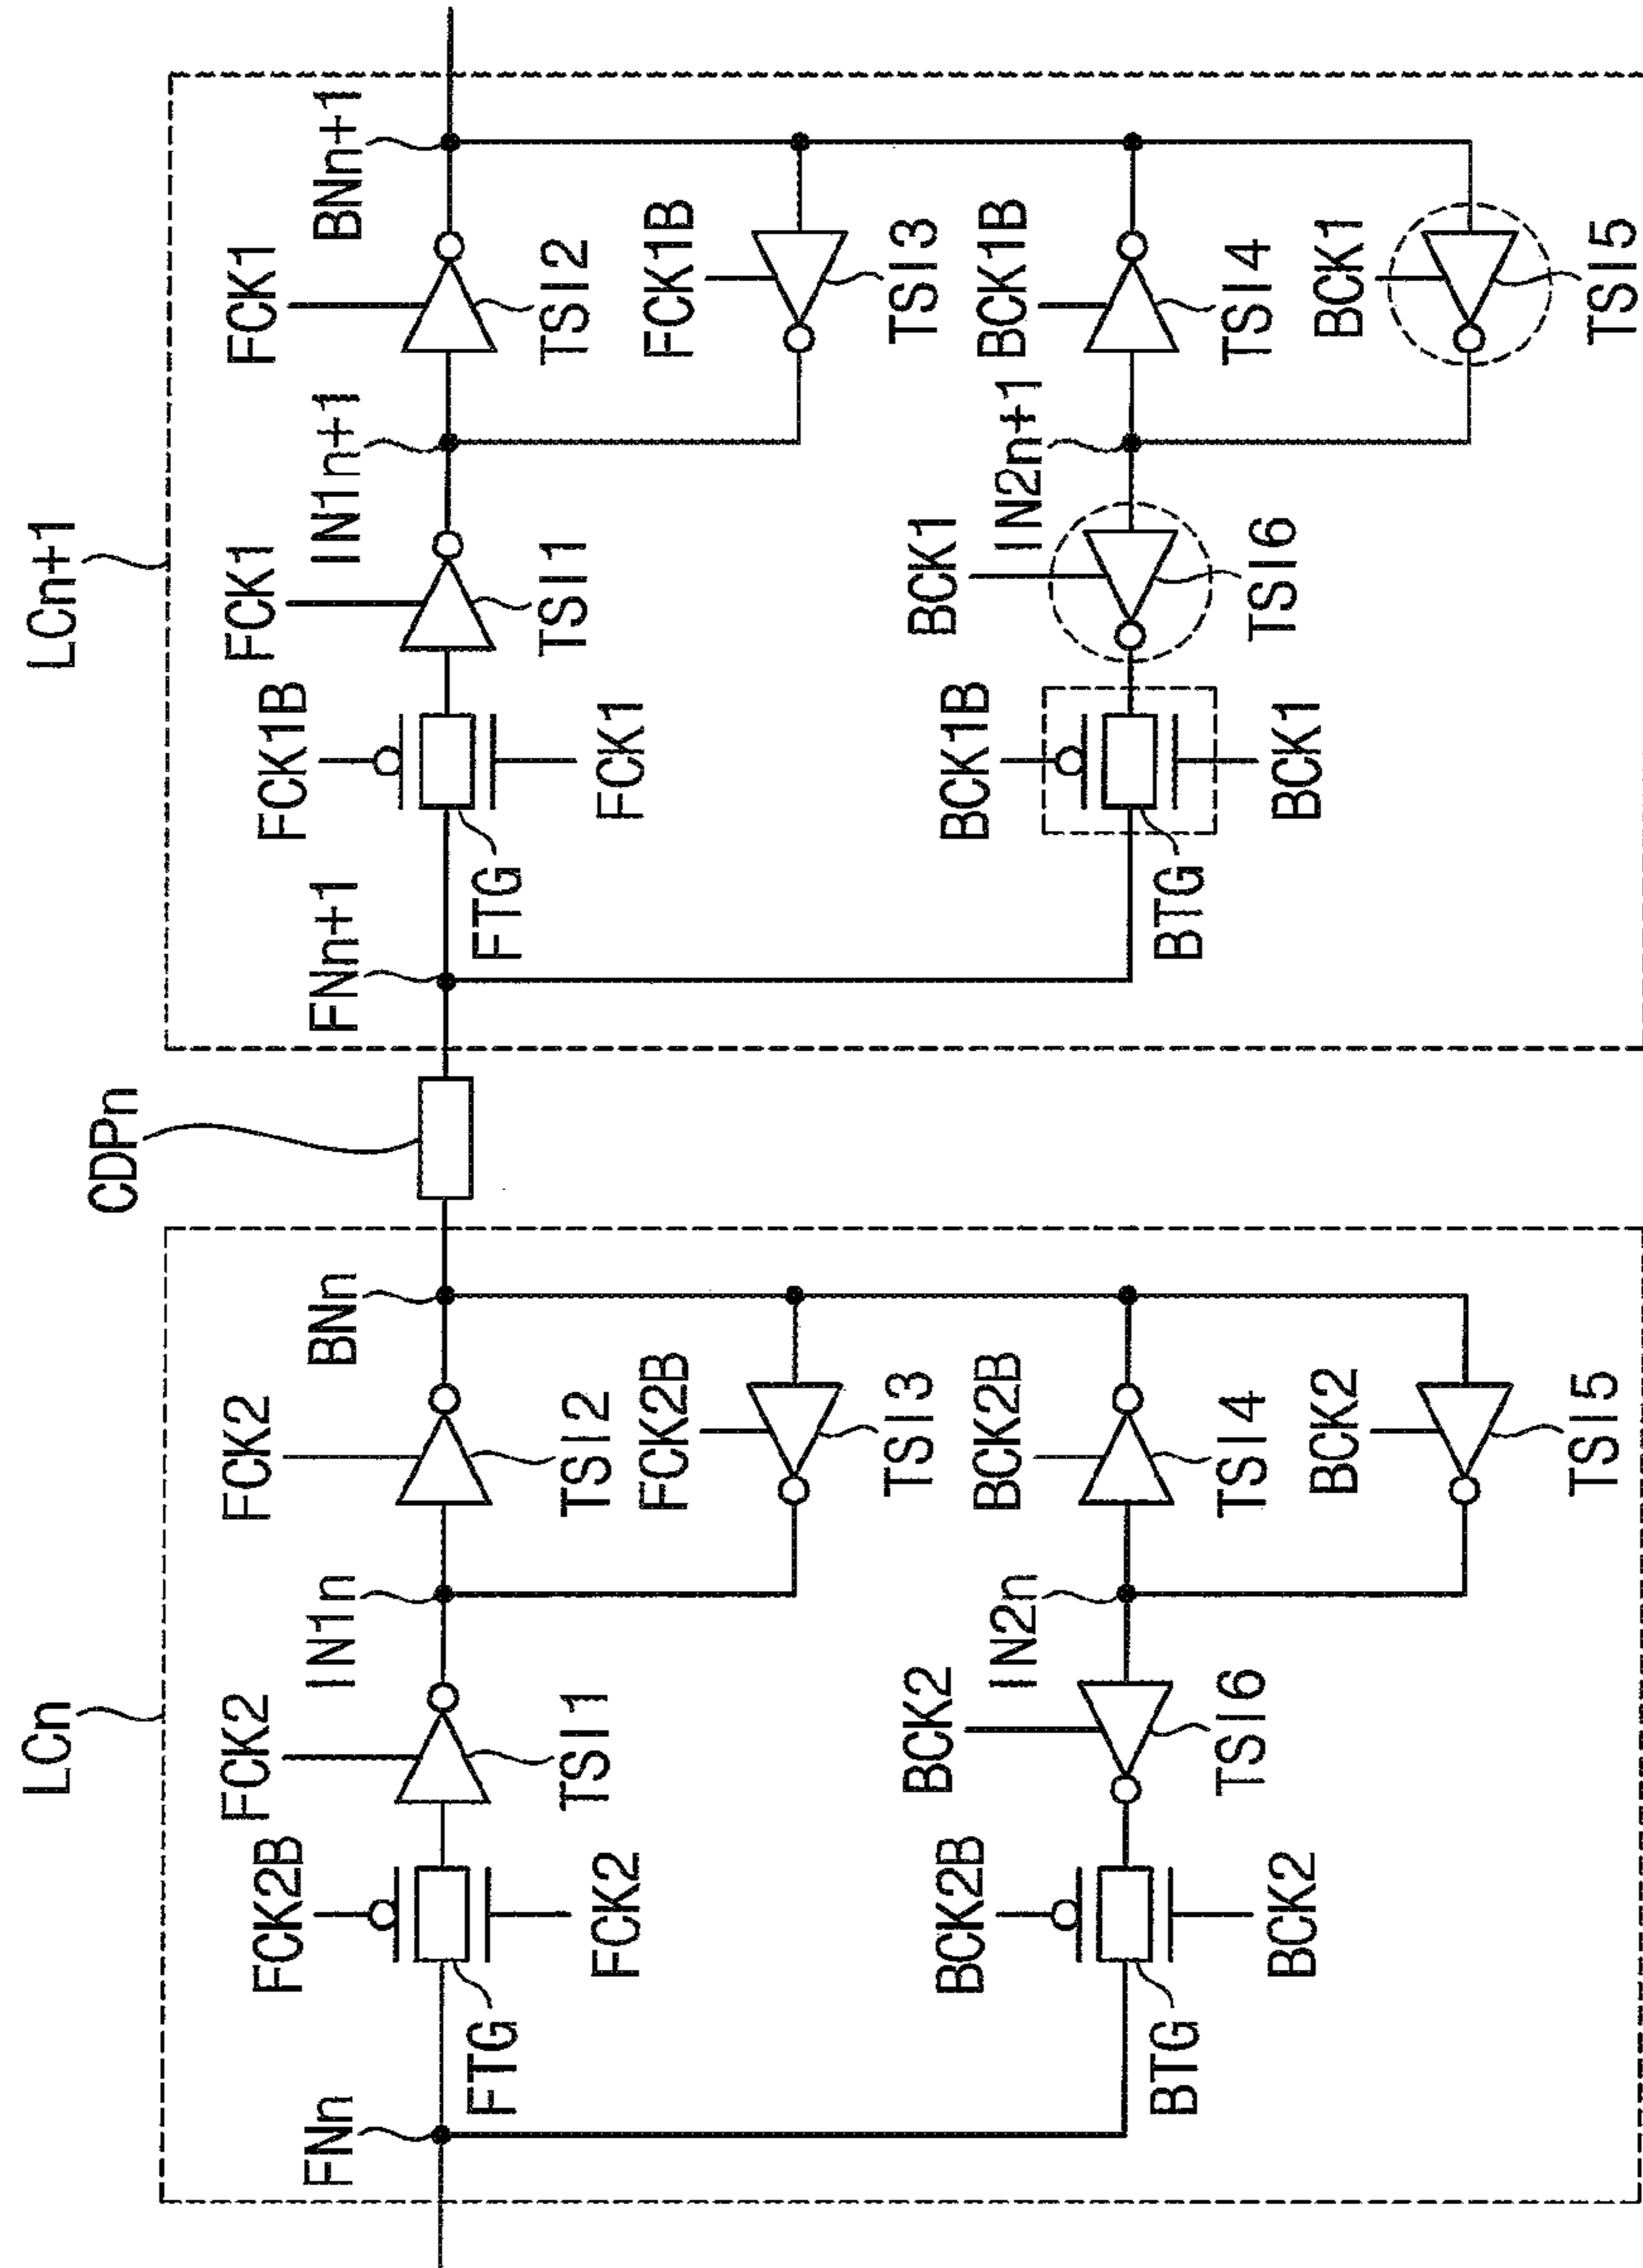 LCn
CDPn
LCn+1
FNn
FCK2B
FCK2
FTG
FCK2
TSI1
IN1n
FCK2
TSI2
BNn
FCK2B
TSI3
BCK2B
BCK2
BTG
BCK2
TSI6
IN2n
BCK2B
TSI4
BCK2
TSI5
FNn+1
FCK1B
FCK1
FTG
FCK1
TSI1
IN1n+1
FCK1
TSI2
BNn+1
FCK1B
TSI3
BCK1B
BCK1
BTG
BCK1
TSI6
IN2n+1
BCK1B
TSI4
BCK1
TSI5